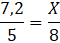 7,2/5 = X/8